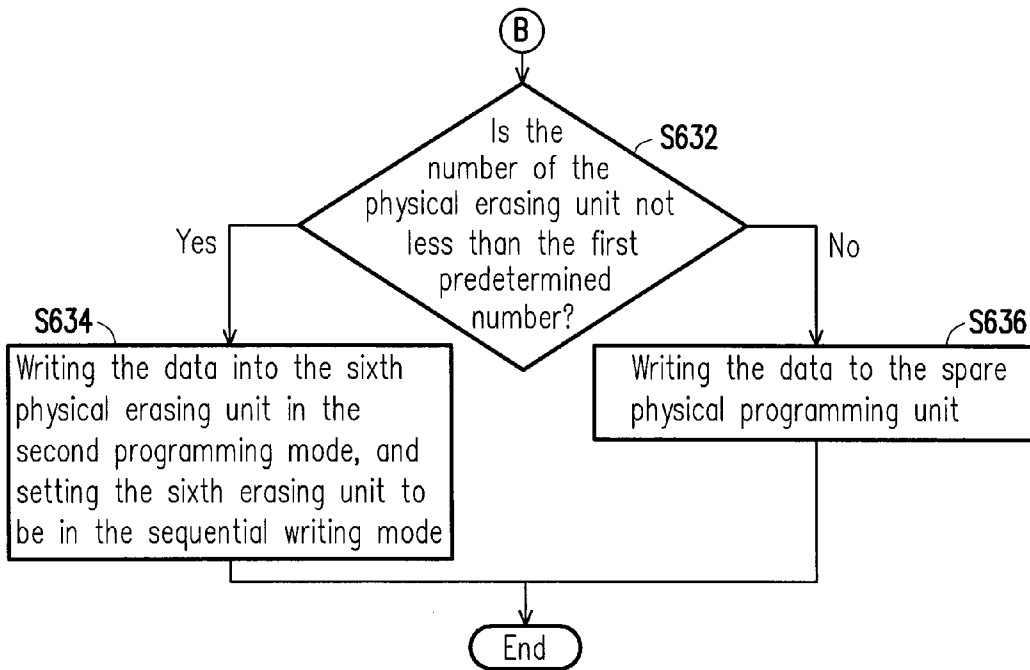 B
Is the
number of the
physical erasing unit not
less than the first
predetermined
number?
S632
Yes
No
S634
Writing the data into the sixth
physical erasing unit in the
second programming mode, and
setting the sixth erasing unit to
be in the sequential writing mode
S636
Writing the data to the spare
physical programming unit
End